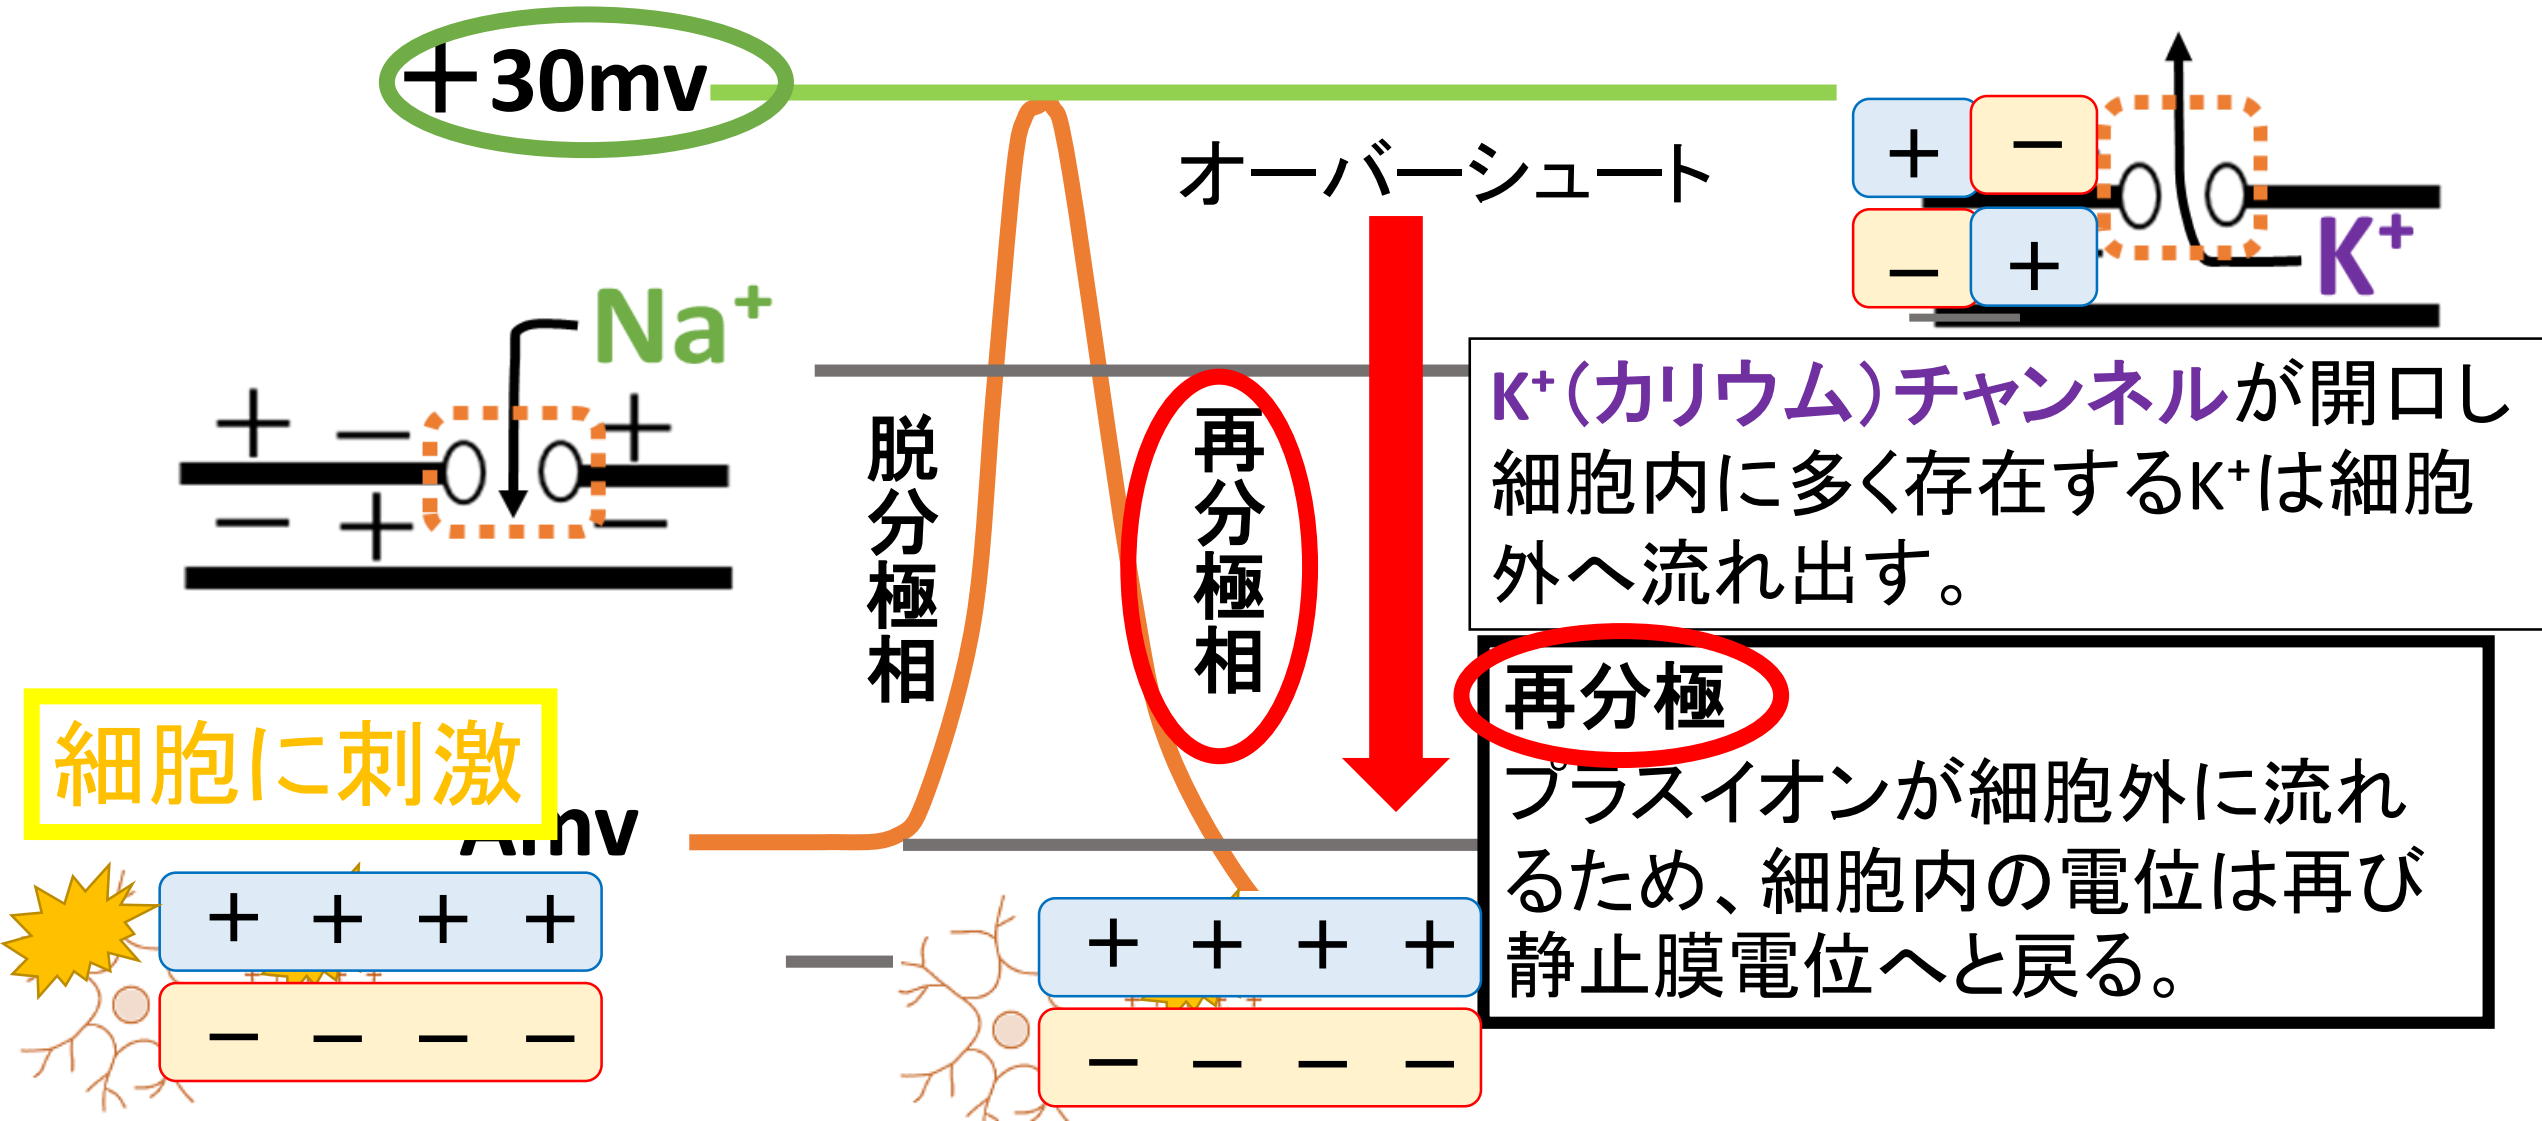 ＋30mv
オーバーシュート
＋
－
－
＋
K⁺
Na⁺
＋
－
＋
－
＋
－
脱分極相
再分極相
K⁺（カリウム）チャンネルが開口し
細胞内に多く存在するK⁺は細胞
外へ流れ出す。
細胞に刺激
mv
再分極
プラスイオンが細胞外に流れ
るため、細胞内の電位は再び
静止膜電位へと戻る。
＋ ＋ ＋ ＋
－ － － －
＋ ＋ ＋ ＋
－ － － －